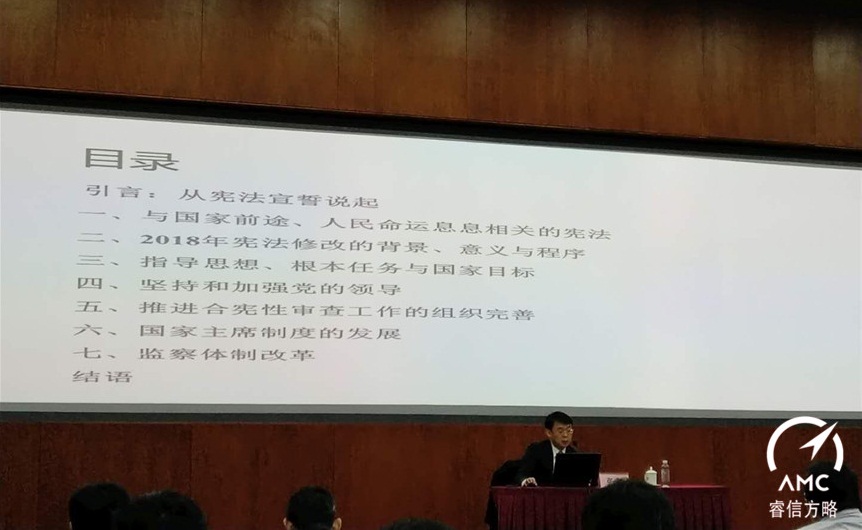 目录
引言：从宪法宣誓说起
一、与国家前途、人民命运息息相关的宪法
二、2018年宪法修改的背景、意义与程序
三、指导思想、根本任务与国家目标
四、坚持和加强党的领导
五、推进合宪性审查工作的组织完善
六、国家主席制度的发展
七、监察体制改革
结语
AMC
睿信方略